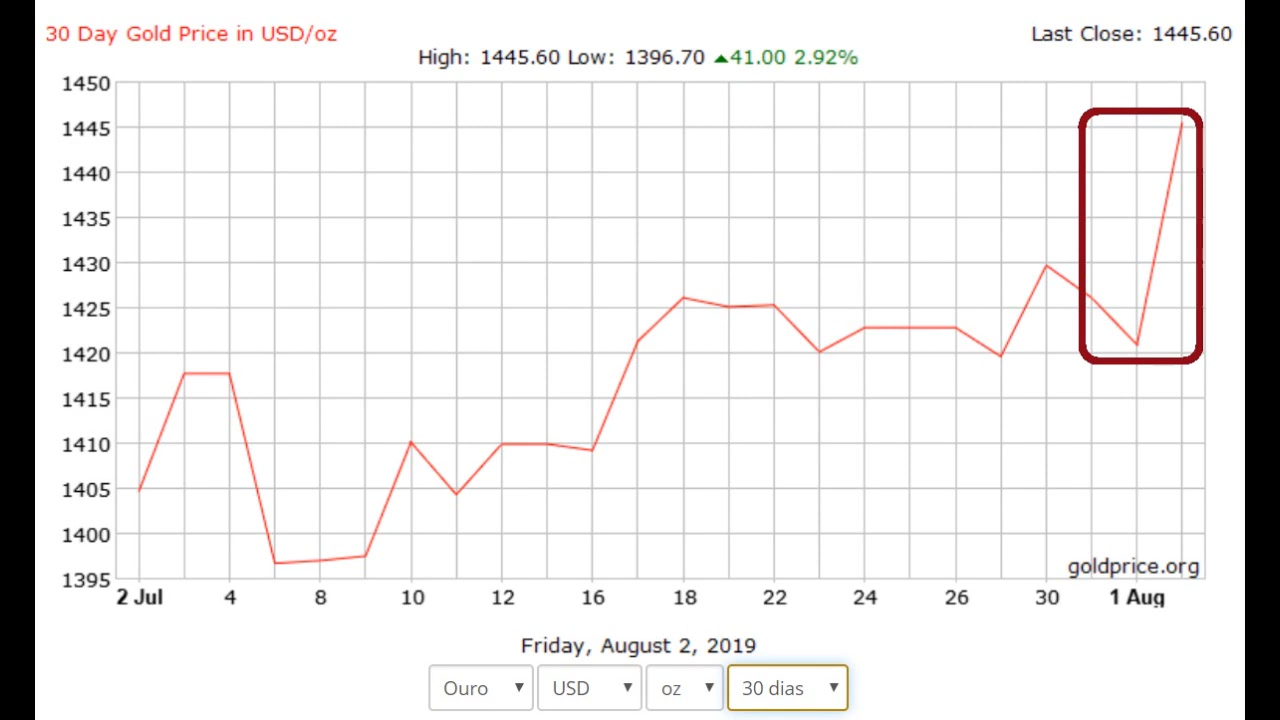 30 Day Gold Price in USD/oz
Last Close: 1445.60
High: 1445.60 Low: 1396.70 ▲41.00 2.92%
1450
1445
1440
1435
1430
1425
1420
1415
1410
1405
1400
1395
goldprice.org
2 Jul 4 8 10 12 16 18 22 24 26 30 1 Aug
Friday, August 2, 2019
Ouro ▼ USD ▼ oz ▼ 30 dias ▼